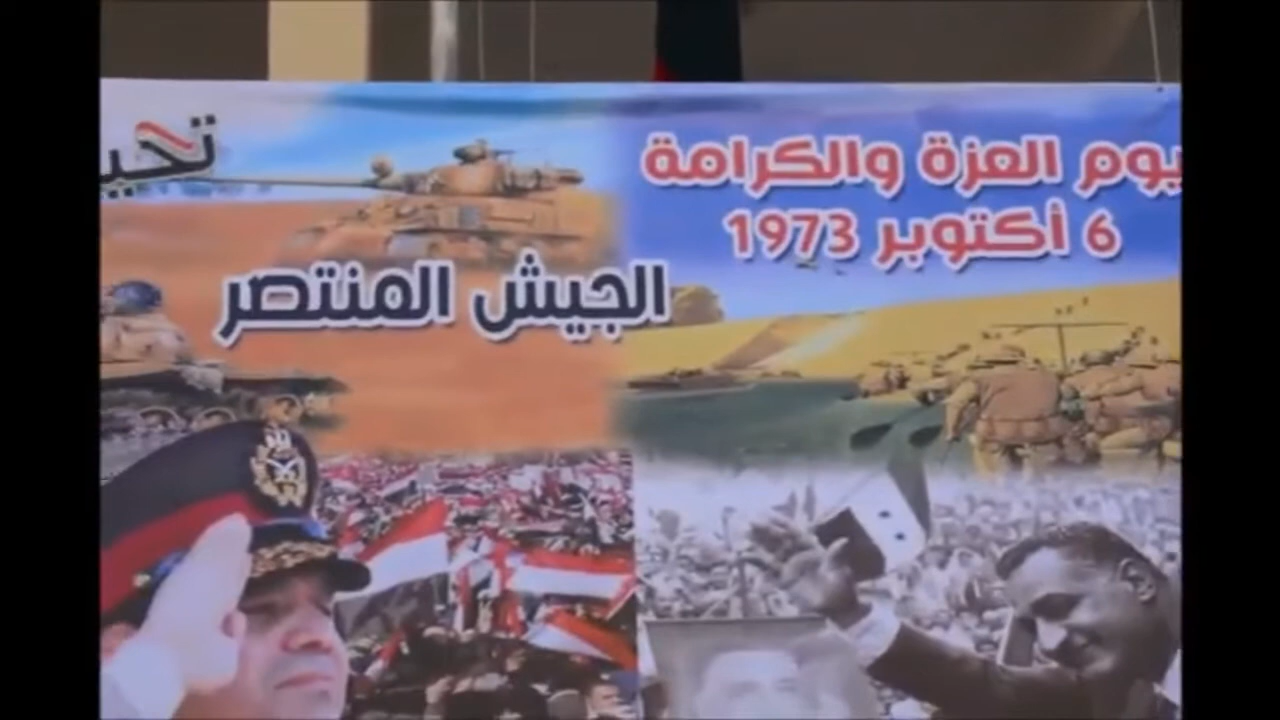 يوم العزة والكرامة
6 أكتوبر 1973
الجيش المنتصر